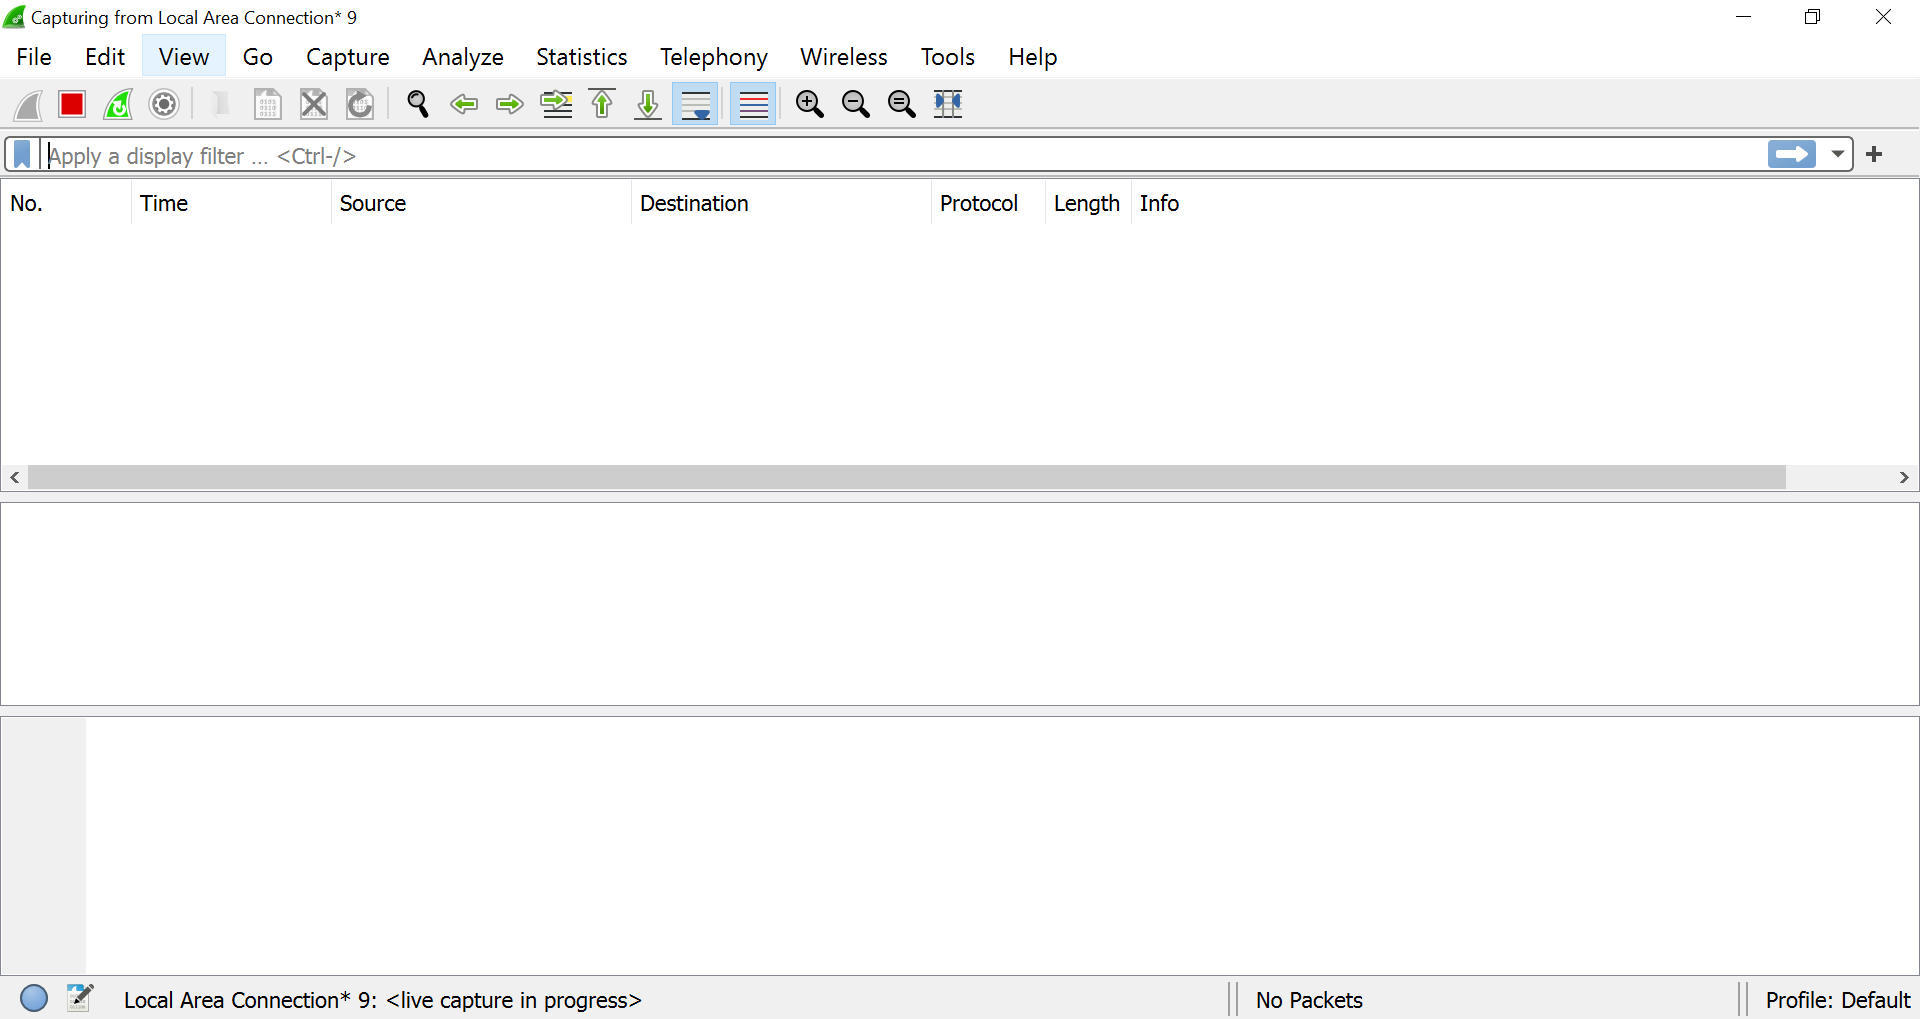 Capturing from Local Area Connection* 9
File Edit View Go Capture Analyze Statistics Telephony Wireless Tools Help
Apply a display filter ... <Ctrl-/>
No. Time Source Destination Protocol Length Info
Local Area Connection* 9: <live capture in progress> No Packets Profile: Default